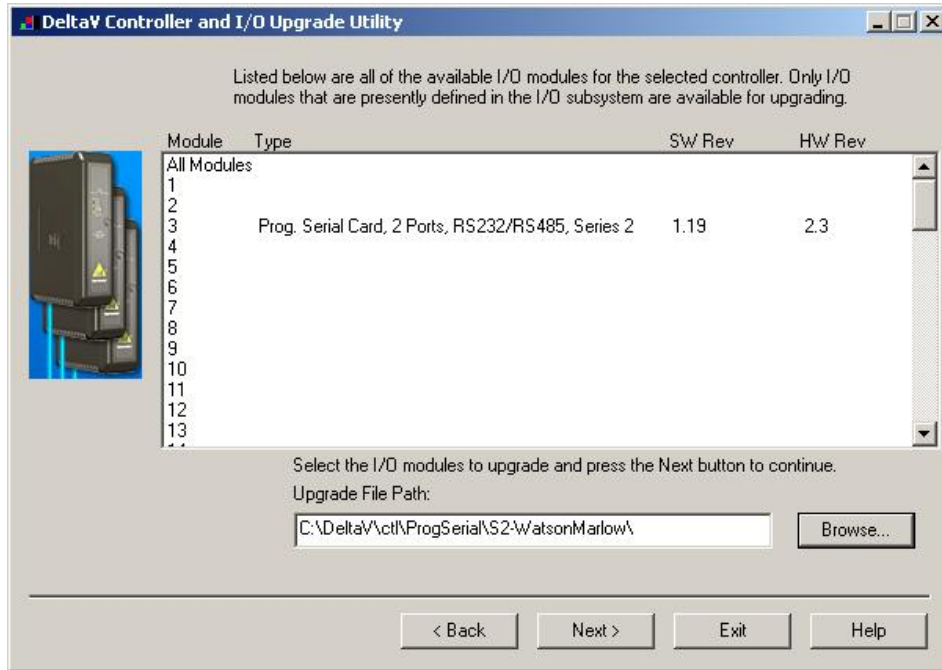 DeltaV Controller and I/O Upgrade Utility
Listed below are all of the available I/O modules for the selected controller. Only I/O
modules that are presently defined in the I/O subsystem are available for upgrading.
Module Type SW Rev HW Rev
All Modules
1
2
3 Prog. Serial Card, 2 Ports, RS232/RS485, Series 2 1.19 2.3
4
5
6
7
8
9
10
11
12
13
Select the I/O modules to upgrade and press the Next button to continue.
Upgrade File Path:
C:\DeltaV\ctl\ProgSerial\S2-WatsonMarlow\
Browse...
< Back Next > Exit Help